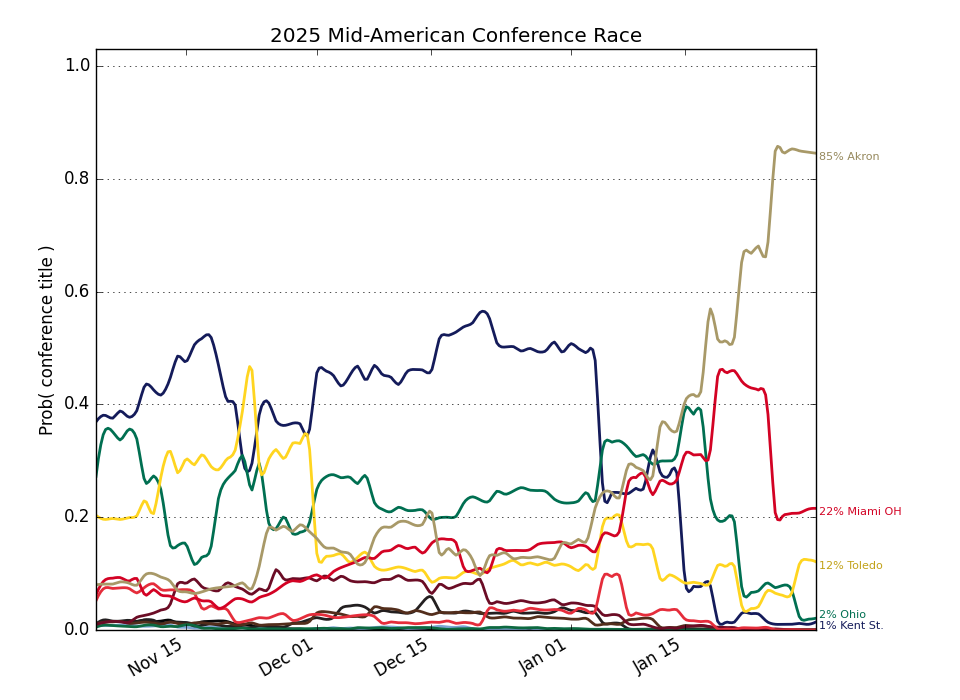 2025 Mid-American Conference Race
Prob( conference title )
1.0
0.8
0.6
0.4
0.2
0.0
Nov 15
Dec 01
Dec 15
Jan 01
Jan 15
85% Akron
22% Miami OH
12% Toledo
2% Ohio
1% Kent St.